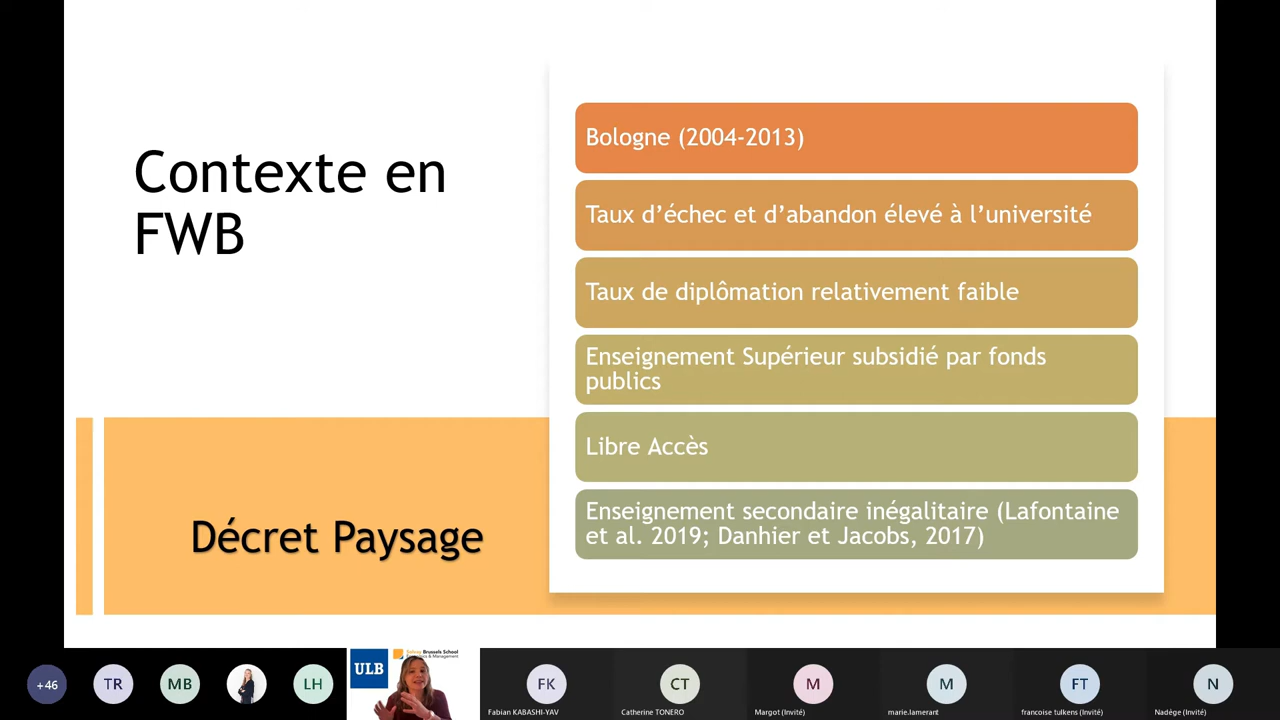 Contexte en
FWB
Décret Paysage
Bologne (2004-2013)
Taux d’échec et d’abandon élevé à l’université
Taux de diplômation relativement faible
Enseignement Supérieur subsidié par fonds
publics
Libre Accès
Enseignement secondaire inégalitaire (Lafontaine
et al. 2019; Danhier et Jacobs, 2017)
+46
TR
MB
LH
ULB
Solvay Brussels School
Economics & Management
FK
Fabian KABASHI-YAV
CT
Catherine TONERO
M
Margot (Invité)
M
marie.lamerant
FT
francoise tulkens (Invité)
N
Nadège (Invité)